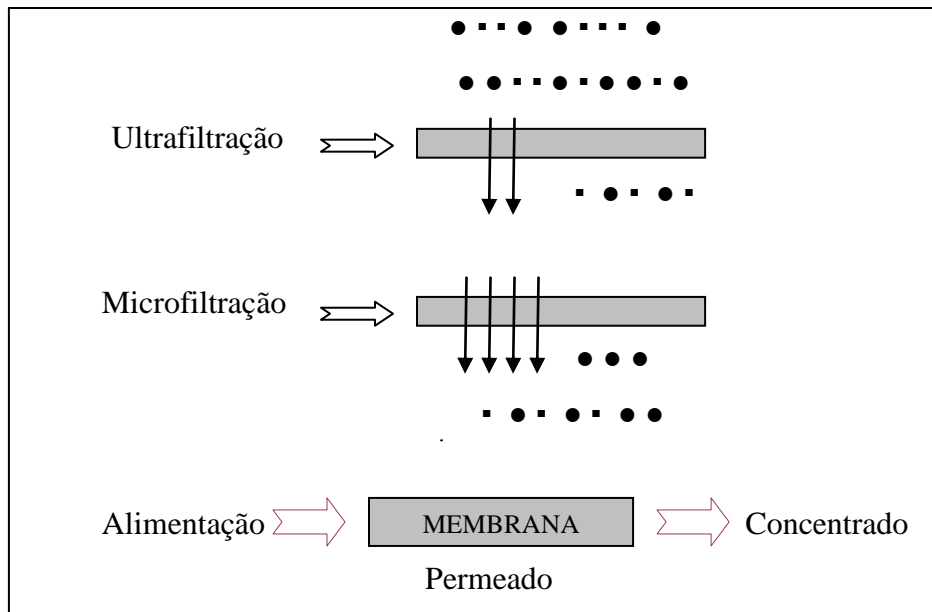 Ultrafiltração
Microfiltração
Alimentação
MEMBRANA
Concentrado
Permeado